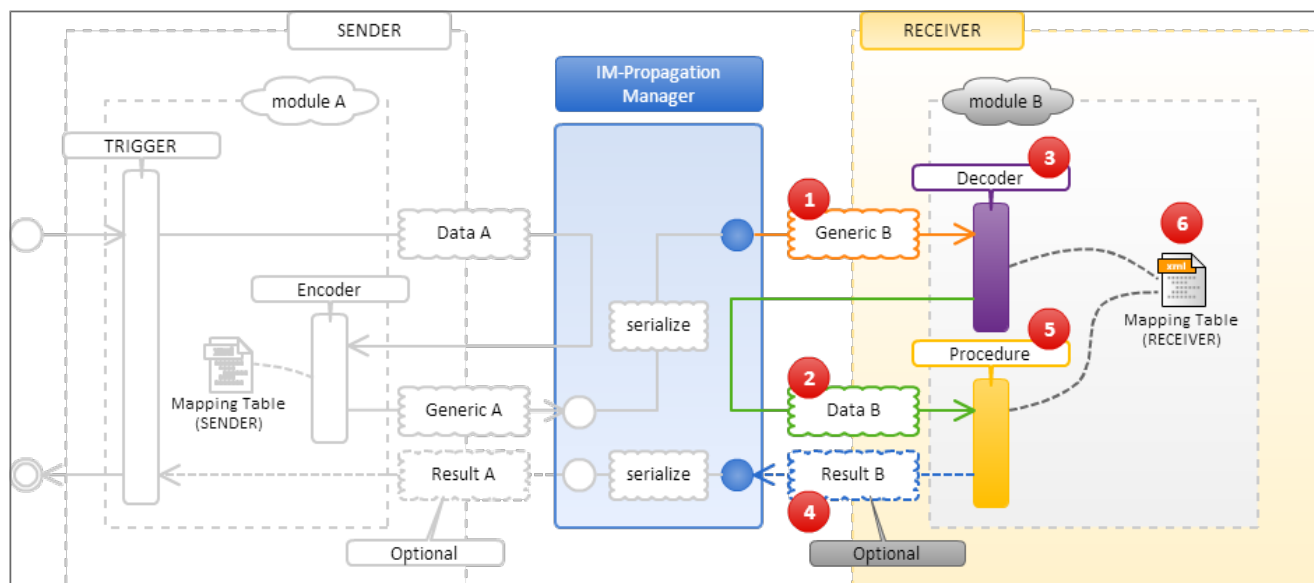 SENDER
RECEIVER
IM-Propagation
Manager
module A
module B
TRIGGER
3
Decoder
1
Data A
Generic B
6
Encoder
xml
serialize
Mapping Table
(RECEIVER)
5
Procedure
xml
2
Mapping Table
(SENDER)
Generic A
Data B
Result A
serialize
Result B
4
Optional
Optional